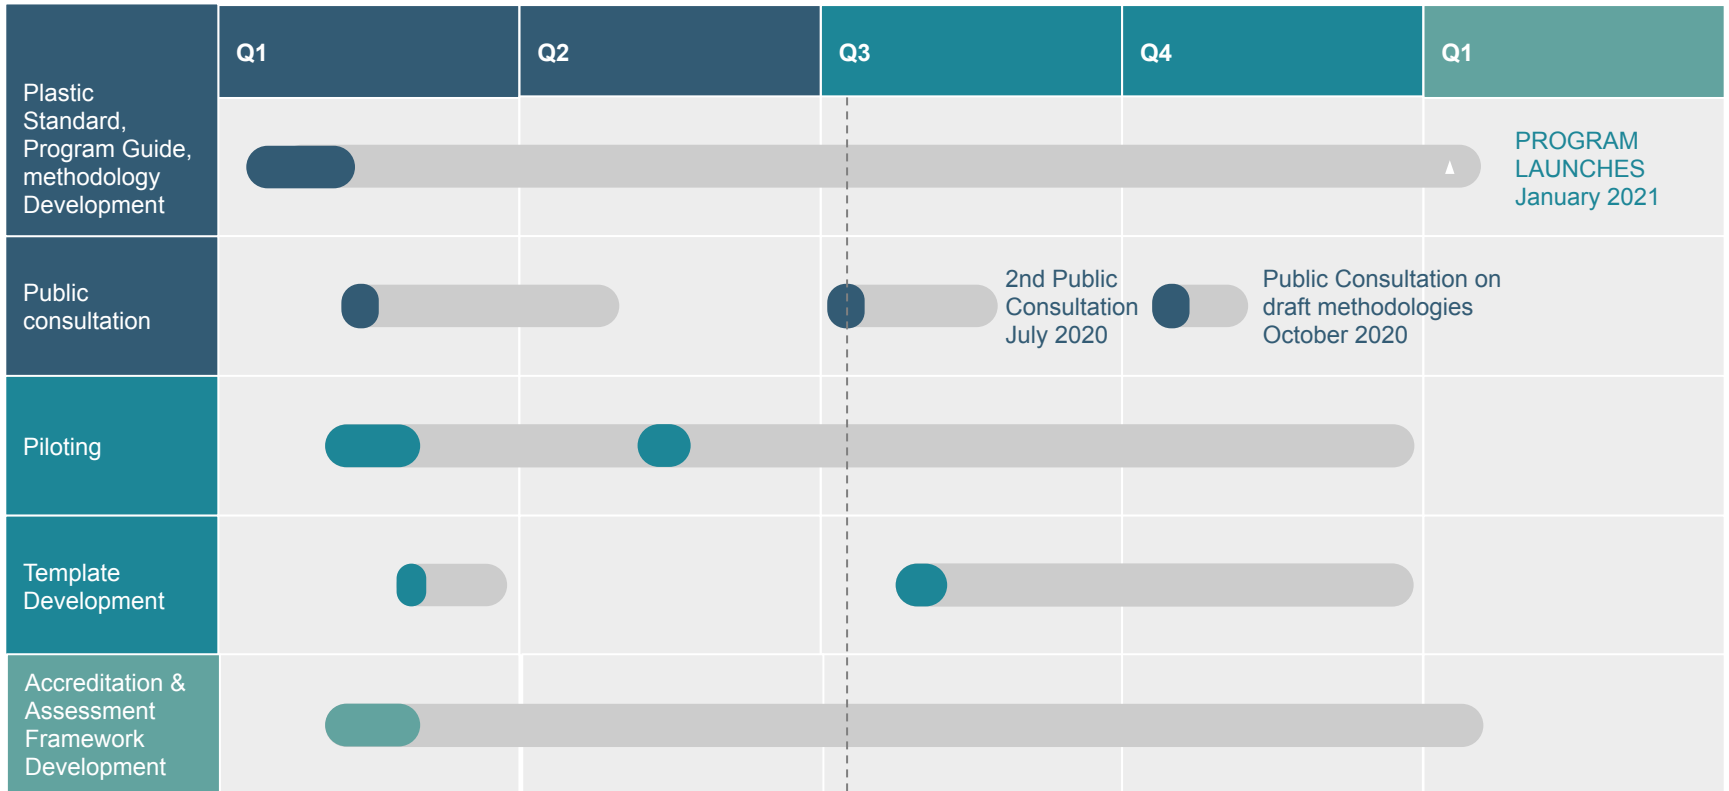 Q1
Q2
Q3
Q4
Q1
Plastic
Standard,
Program Guide,
methodology
Development
PROGRAM
LAUNCHES
January 2021
Public
consultation
2nd Public
Consultation
July 2020
Public Consultation on
draft methodologies
October 2020
Piloting
Template
Development
Accreditation &
Assessment
Framework
Development